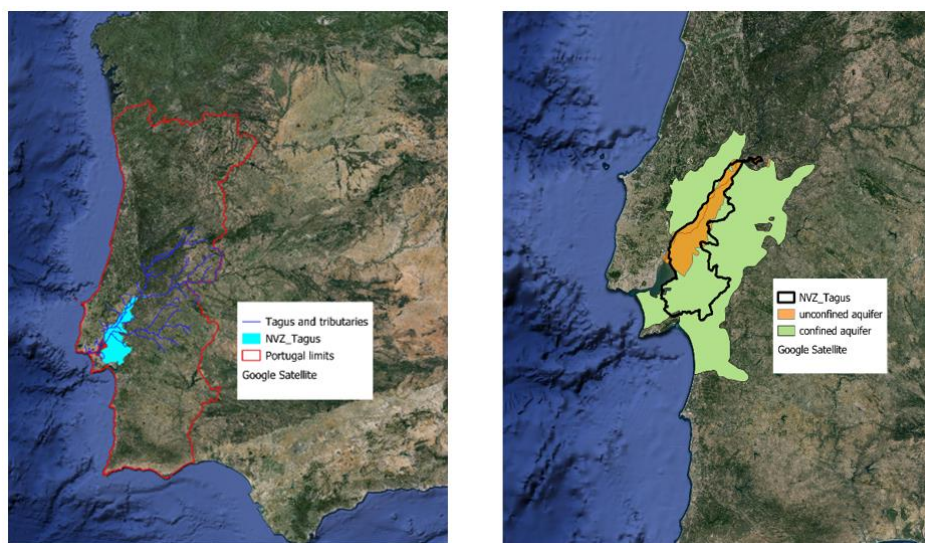 Tagus and tributaries
NVZ_Tagus
Portugal limits
Google Satellite
NVZ_Tagus
unconfined aquifer
confined aquifer
Google Satellite